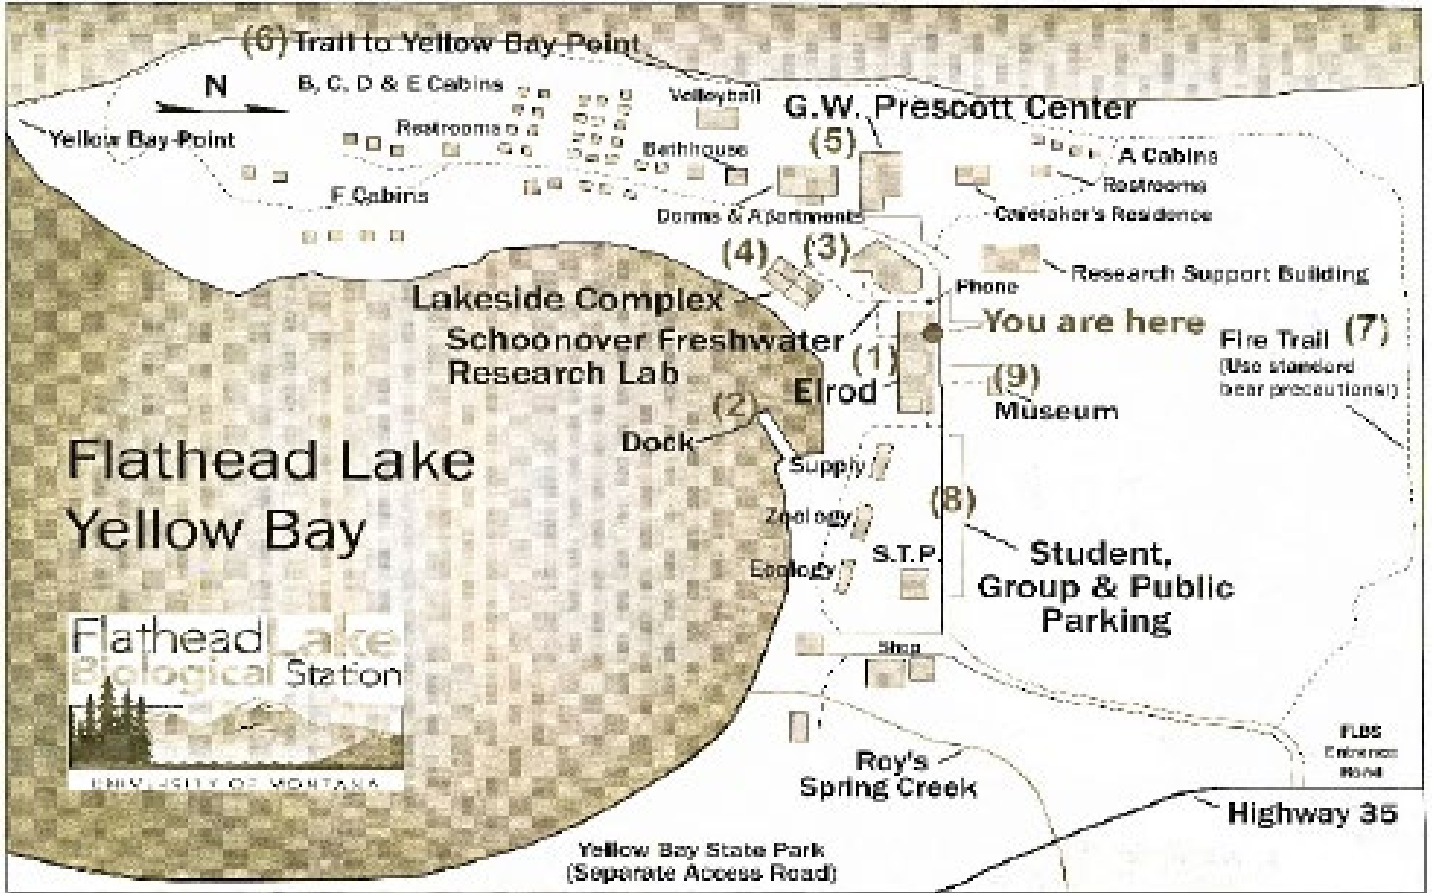 (6) Trail to Yellow Bay Point
N
B, C, D & E Cabins
Volleyball
G.W. Prescott Center
Yellow Bay Point
Restrooms
Bathhouse
(5)
A Cabins
F Cabins
Restrooms
Dorms & Apartments
Caretaker's Residence
(4)
(3)
Research Support Building
Phone
Lakeside Complex
You are here
Schoonover Freshwater
Research Lab
(1)
Elrod
Fire Trail (7)
(Use standard
bear precautions!)
(9)
Museum
(2)
Dock
Flathead Lake
Yellow Bay
Supply
(8)
Zoology
Ecology
S.T.P.
Student,
Group & Public
Parking
Shop
Flathead Lake
Biological Station
UNIVERSITY OF MONTANA
Roy's
Spring Creek
FLBS
Entrance
Road
Highway 35
Yellow Bay State Park
(Separate Access Road)